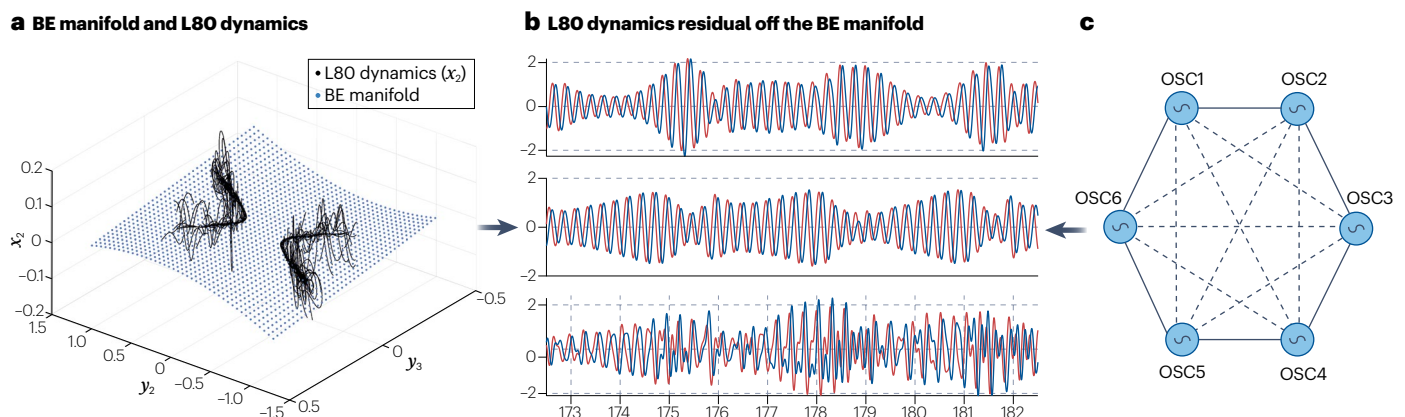 a BE manifold and L80 dynamics
L80 dynamics (x₂)
BE manifold
0.2
0.1
0
−0.1
−0.2
x₂
1.5
1.0
0.5
0
−0.5
−1.0
−1.5
y₂
0.5
0
−0.5
y₃
b L80 dynamics residual off the BE manifold
2
0
−2
2
0
−2
2
0
−2
173 174 175 176 177 178 179 180 181 182
c
OSC1 OSC2
OSC6 OSC3
OSC5 OSC4